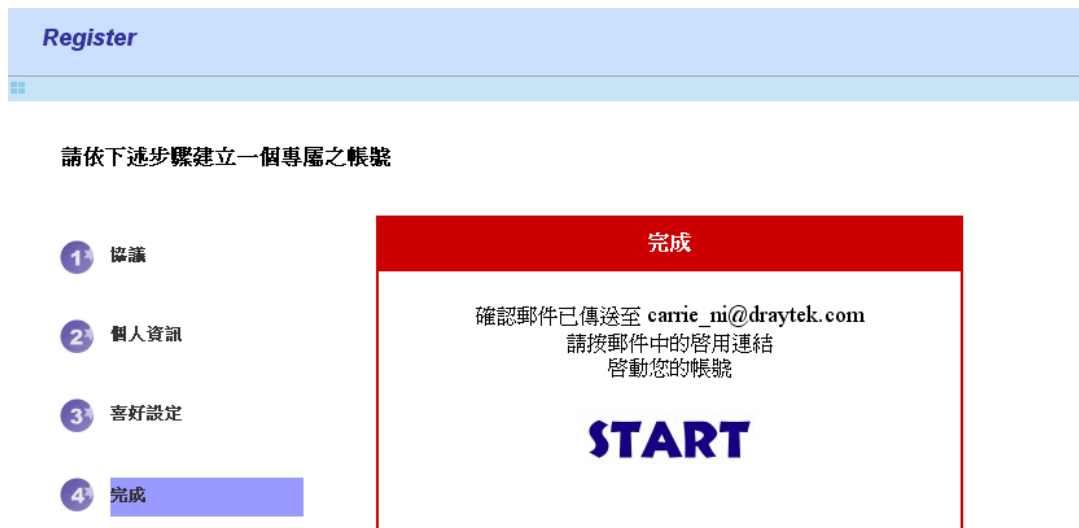 Register
請依下述步驟建立一個專屬之帳號
1 協議
2 個人資訊
3 喜好設定
4 完成
完成
確認郵件已傳送至 carrie_ni@draytek.com
請按郵件中的啓用連結
啓動您的帳號
START